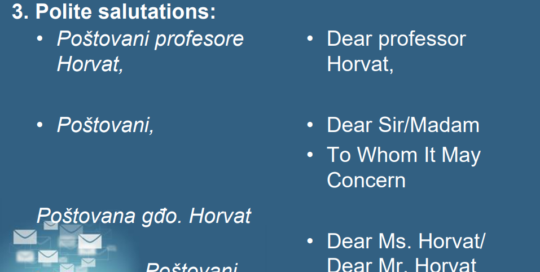 3. Polite salutations:
• Poštovani profesore
Horvat,
• Dear professor
Horvat,
• Poštovani,
• Dear Sir/Madam
• To Whom It May
Concern
Poštovana gđo. Horvat
• Dear Ms. Horvat/
Dear Mr. Horvat
Poštovani